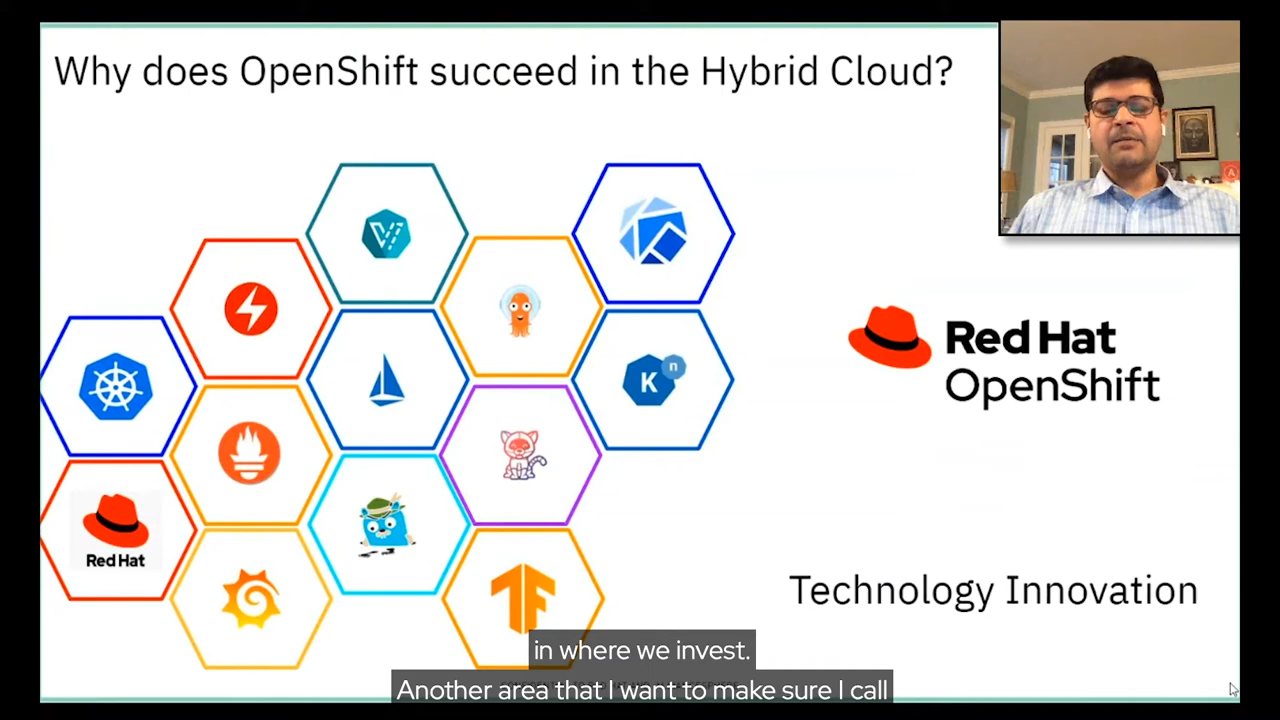 Why does OpenShift succeed in the Hybrid Cloud?
n
K
Red Hat
OpenShift
Red Hat
Technology Innovation
in where we invest.
Another area that I want to make sure I call